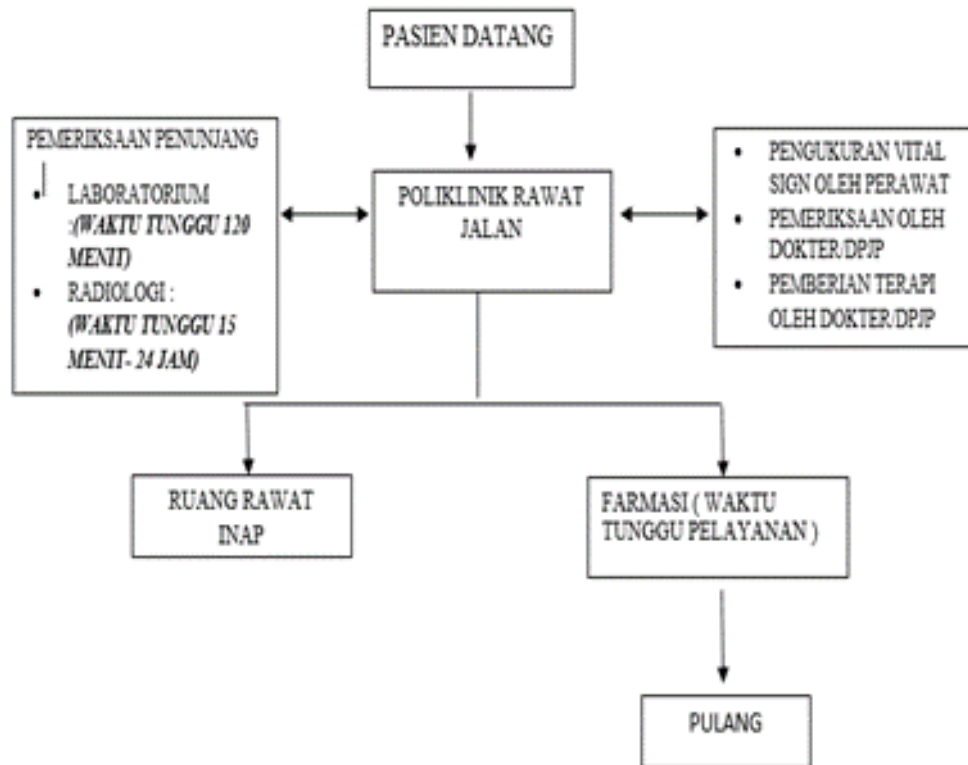 PASIEN DATANG
PEMERIKSAAN PENUNJANG
• LABORATORIUM
:(WAKTU TUNGGU 120
MENIT)
• RADIOLOGI :
(WAKTU TUNGGU 15
MENIT- 24 JAM)
POLIKLINIK RAWAT
JALAN
• PENGUKURAN VITAL
SIGN OLEH PERAWAT
• PEMERIKSAAN OLEH
DOKTER/DPJP
• PEMBERIAN TERAPI
OLEH DOKTER/DPJP
RUANG RAWAT
INAP
FARMASI ( WAKTU
TUNGGU PELAYANAN )
PULANG